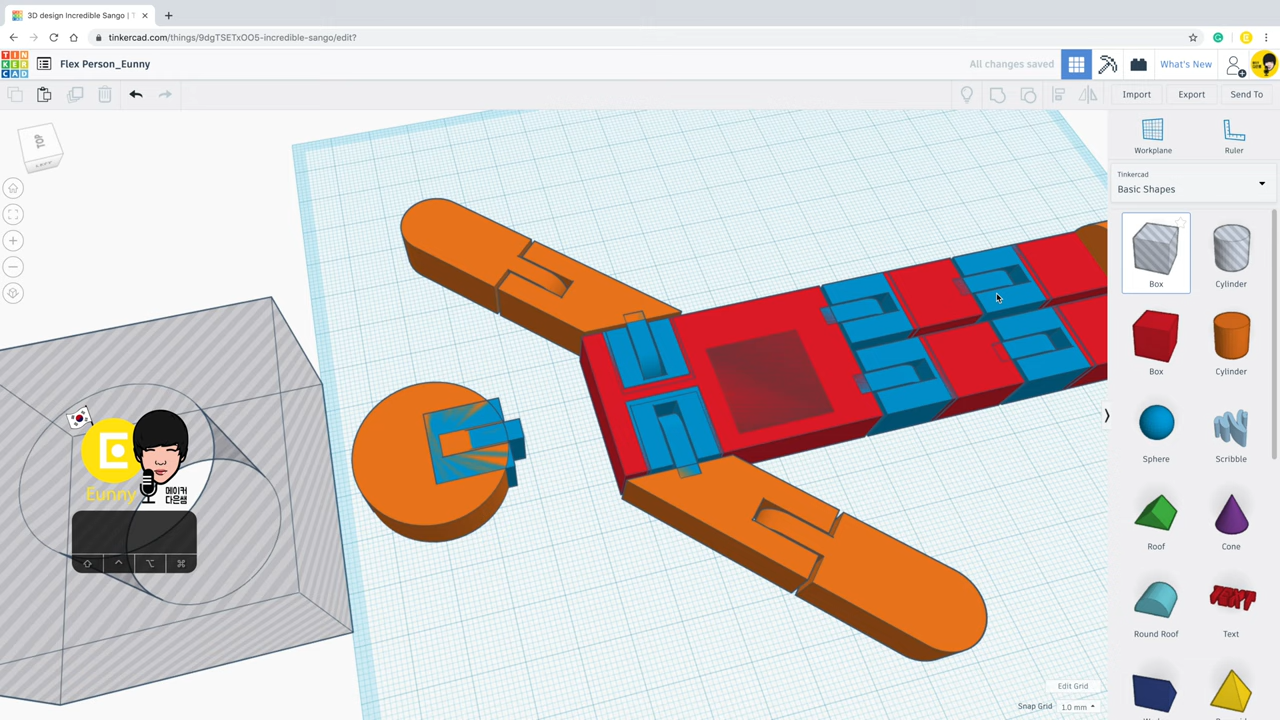 3D design Incredible Sango | T
tinkercad.com/things/9dgTSETxOO5-incredible-sango/edit?
E
TIN
KER
CAD
Flex Person_Eunny
All changes saved
What's New
Import
Export
Send To
TOP
Workplane
Ruler
Tinkercad
Basic Shapes
Box
Cylinder
Box
Cylinder
Sphere
Scribble
Roof
Cone
TEXT
Round Roof
Text
E
Eunny
메이커
다은쌤
Edit Grid
Snap Grid
1.0 mm